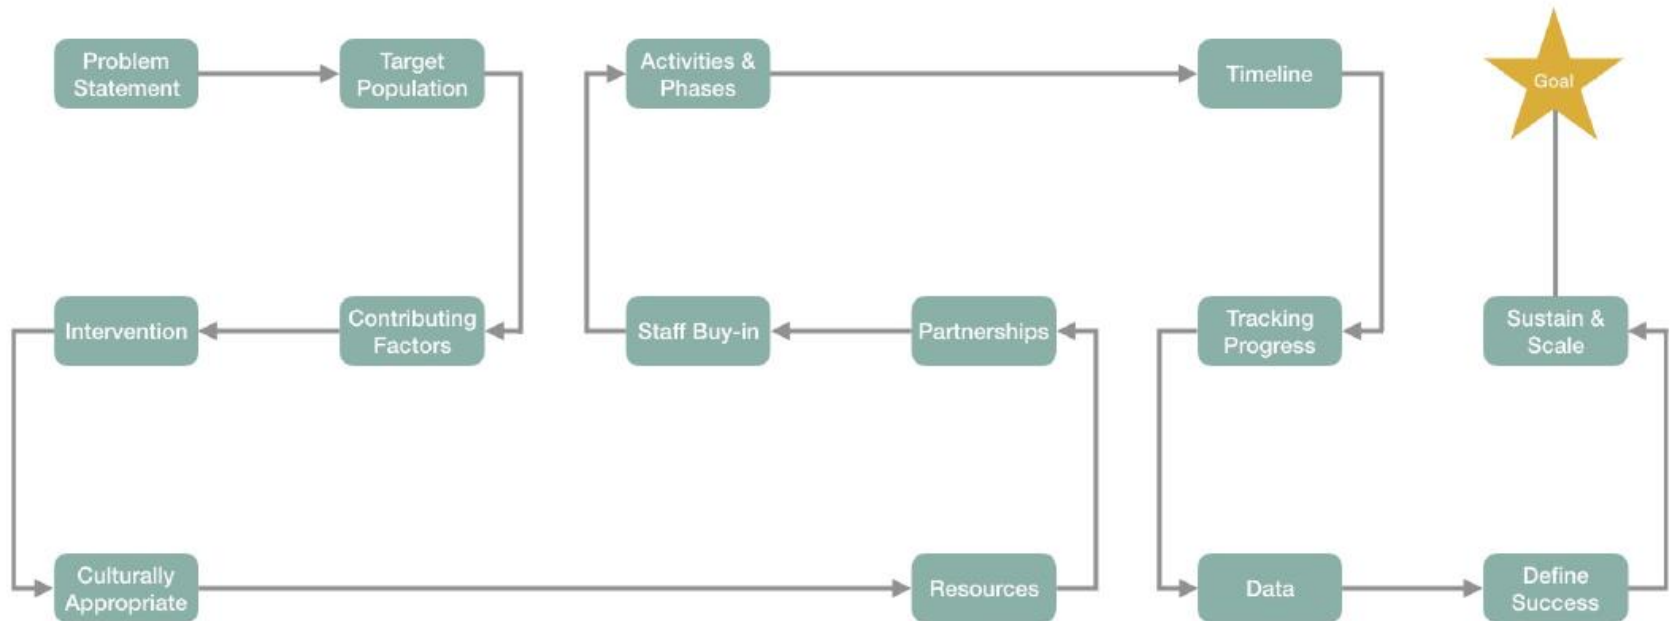 Problem
Statement
Target
Population
Activities &
Phases
Timeline
Goal
Intervention
Contributing
Factors
Staff Buy-in
Partnerships
Tracking
Progress
Sustain &
Scale
Culturally
Appropriate
Resources
Data
Define
Success